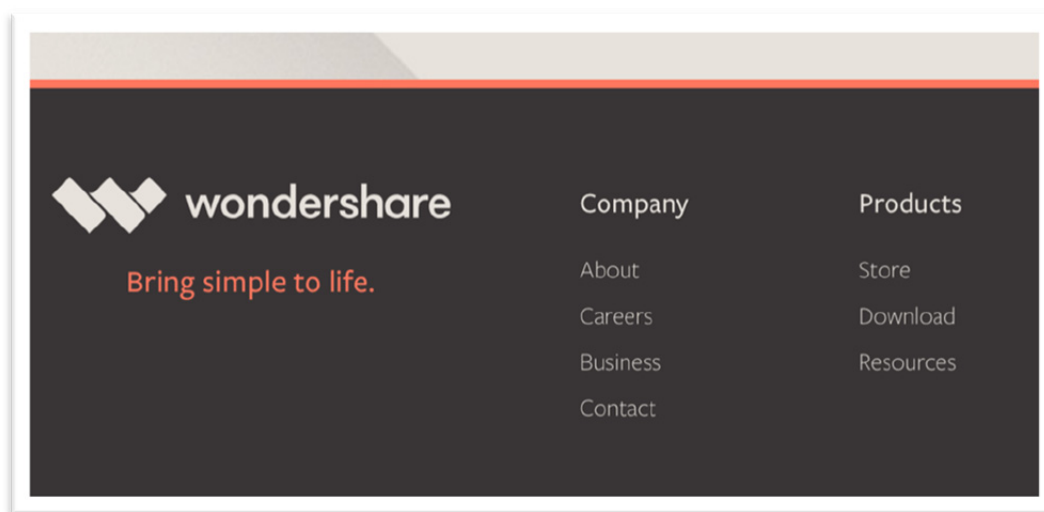 wondershare
Bring simple to life.
Company
About
Careers
Business
Contact
Products
Store
Download
Resources